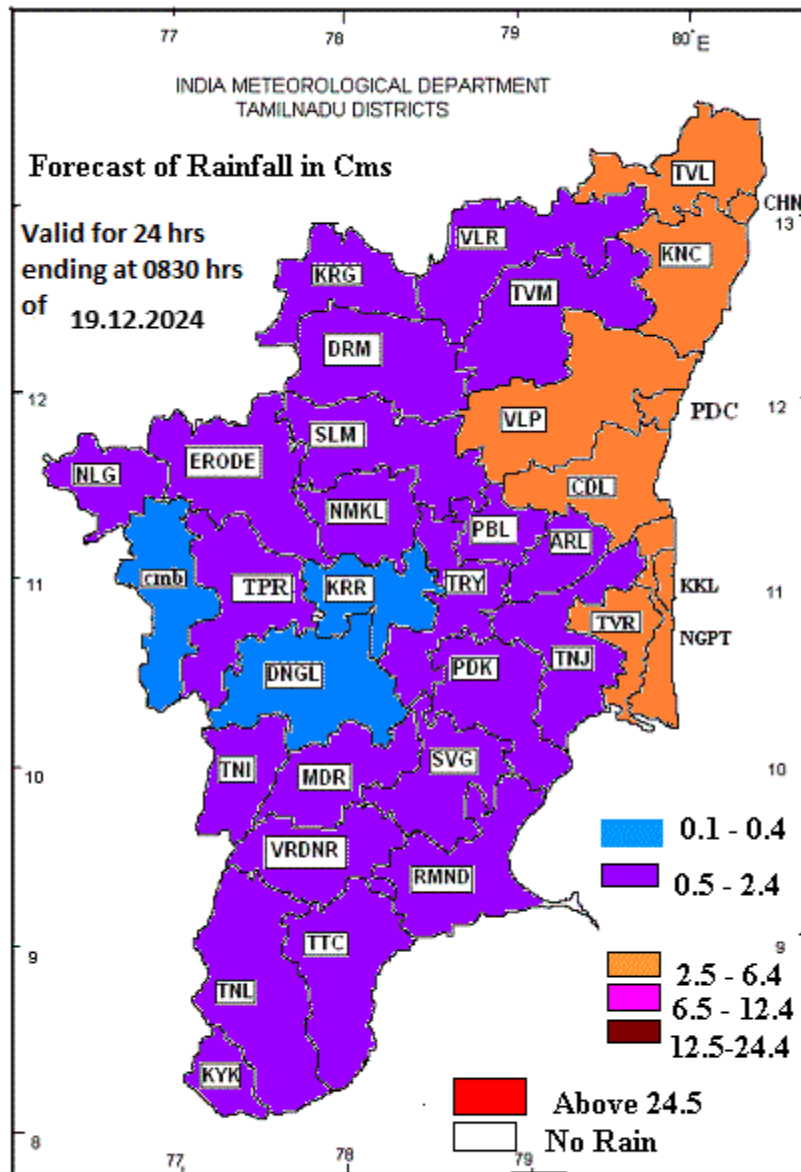 77 78 79 80°E
INDIA METEOROLOGICAL DEPARTMENT
TAMILNADU DISTRICTS
Forecast of Rainfall in Cms
TVL
CHN
13
Valid for 24 hrs
ending at 0830 hrs
of
19.12.2024
VLR
KNC
KRG
TVM
DRM
12
12
PDC
VLP
SLM
ERODE
NLG
CDL
NMKL
PBL
ARL
11
cmb
TPR
KRR
TRY
KKL
11
TVR
NGPT
DNGL
PDK
TNJ
10
TNI
MDR
SVG
10
VRDNR
RMND
0.1 - 0.4
0.5 - 2.4
9
TTC
9
TNL
2.5 - 6.4
6.5 - 12.4
12.5-24.4
KYK
Above 24.5
No Rain
8
77 78 79